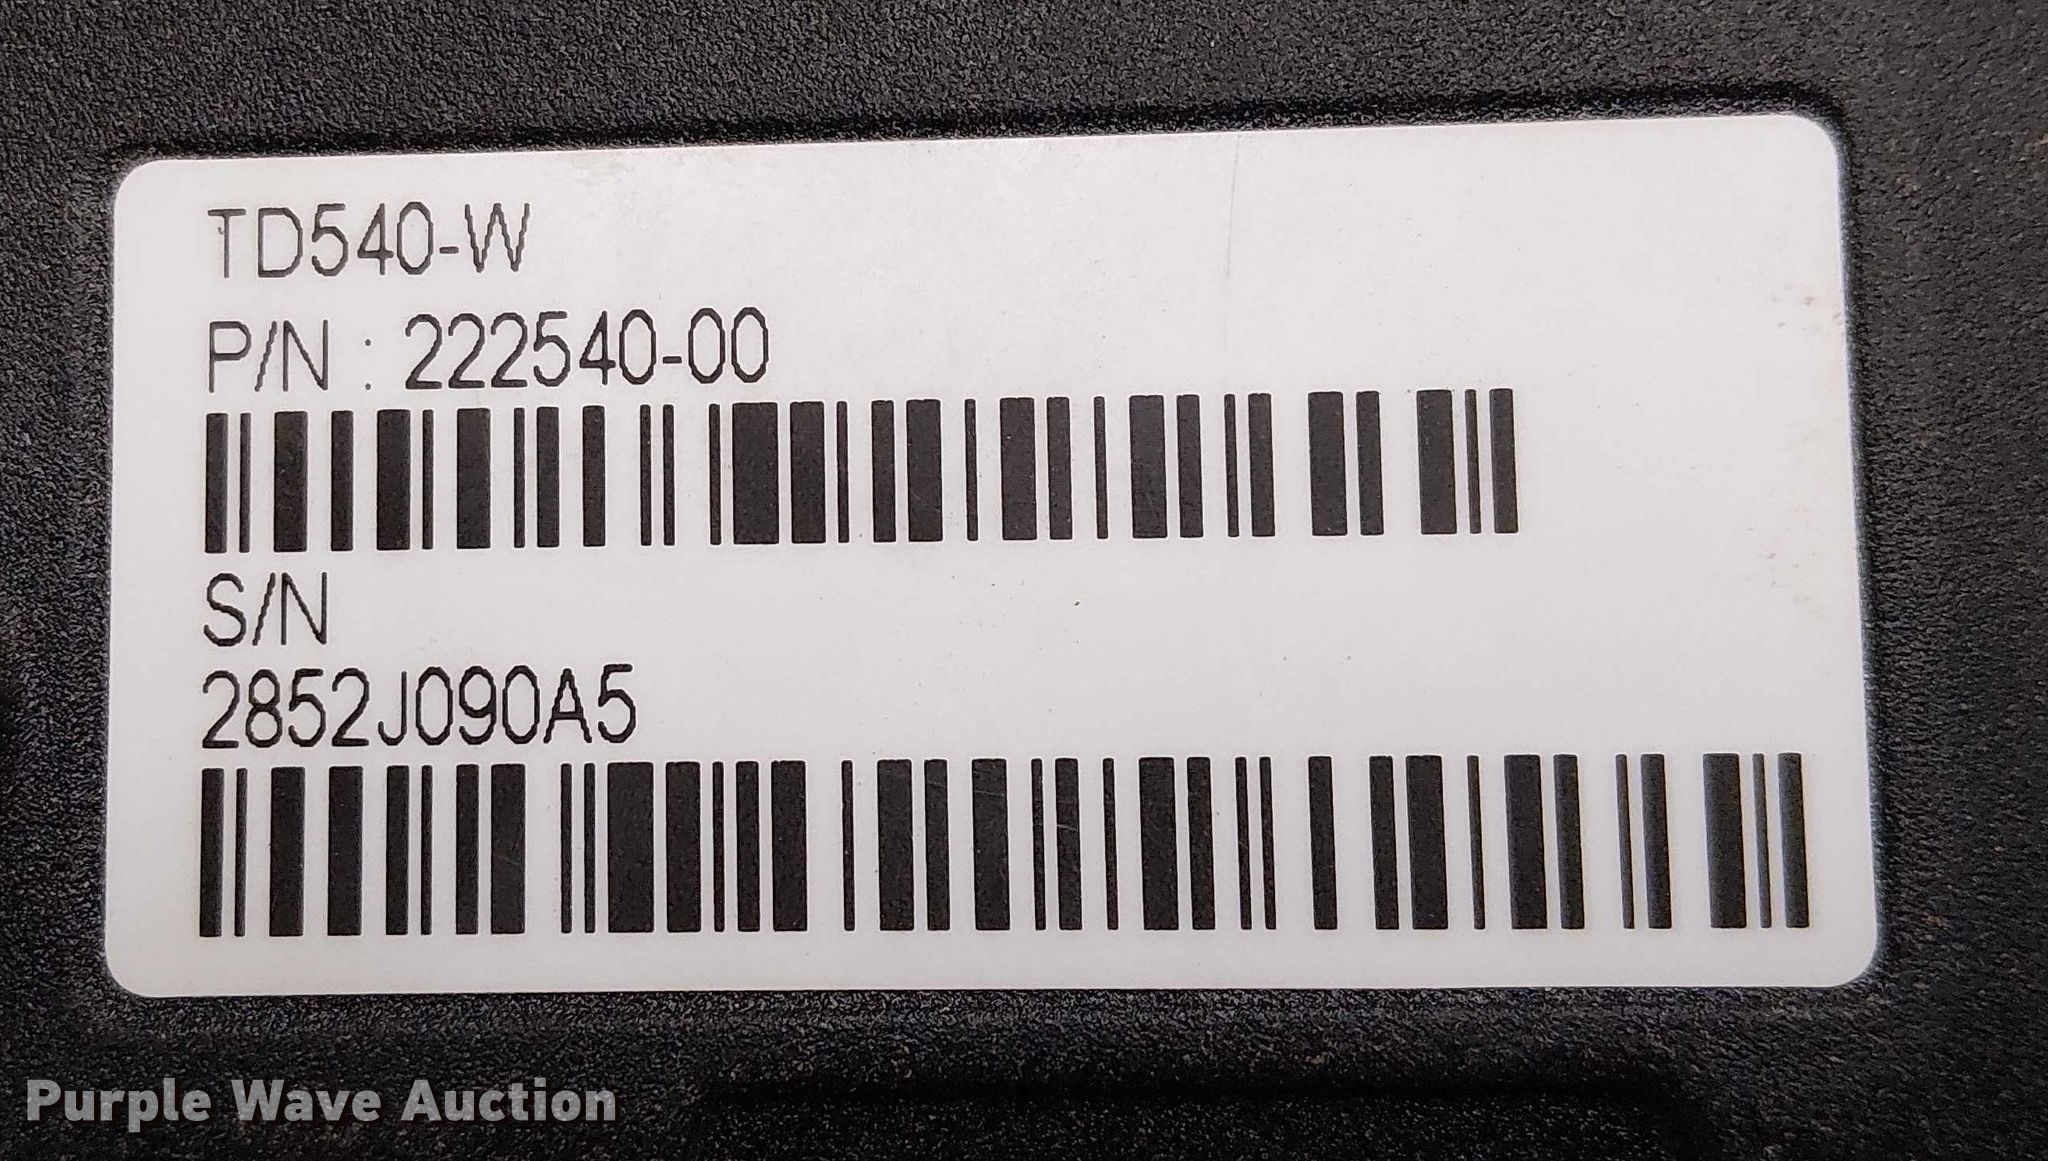 TD540-W
P/N : 222540-00
S/N
2852J090A5
Purple Wave Auction